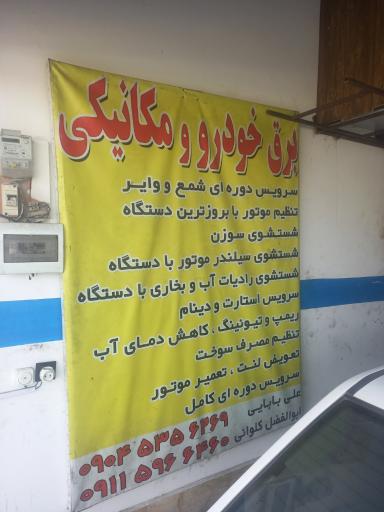 برق خودرو و مکانیکی
سرویس دوره ای شمع و وایر
تنظیم موتور با بروزترین دستگاه
شستشوی سوزن
شستشوی سیلندر موتور با دستگاه
شستشوی رادیات آب و بخاری با دستگاه
سرویس استارت و دینام
ریمپ و تیونینگ ، کاهش دمای آب
تنظیم مصرف سوخت
تعویض لنت ، تعمیر موتور
سرویس دوره ای کامل
علی بابایی
۰۹۰۴ ۵۳۵ ۶۲۶۹
ابوالفضل کلوانی
۰۹۱۱ ۵۹۶ ۶۴۶۰